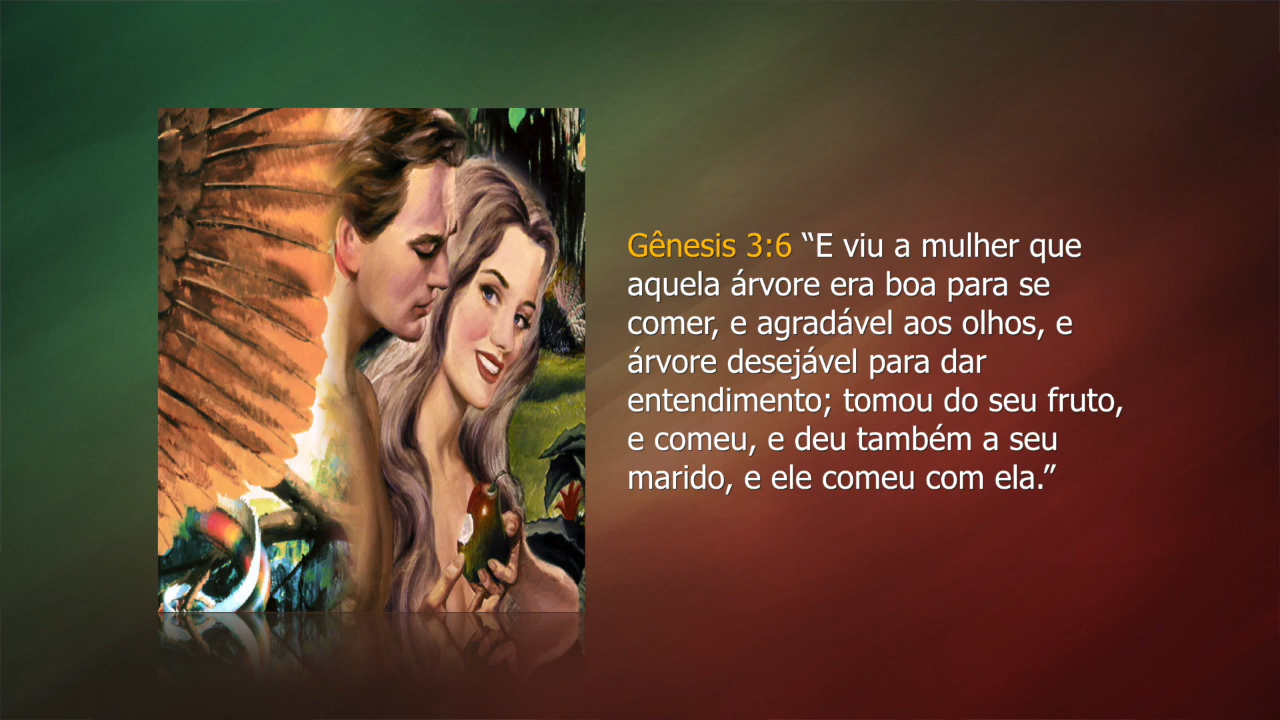 Gênesis 3:6 “E viu a mulher que
aquela árvore era boa para se
comer, e agradável aos olhos, e
árvore desejável para dar
entendimento; tomou do seu fruto,
e comeu, e deu também a seu
marido, e ele comeu com ela.”